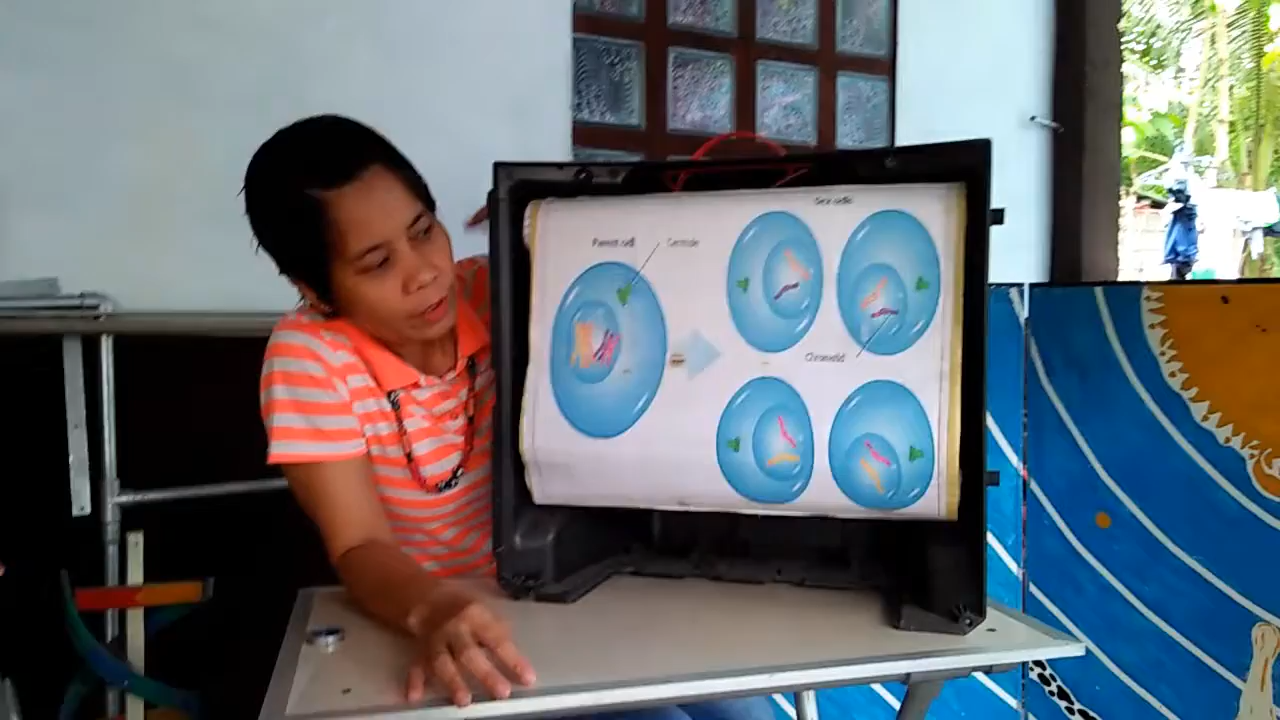 Sex cells
Parent cell
Centriole
Chromatid